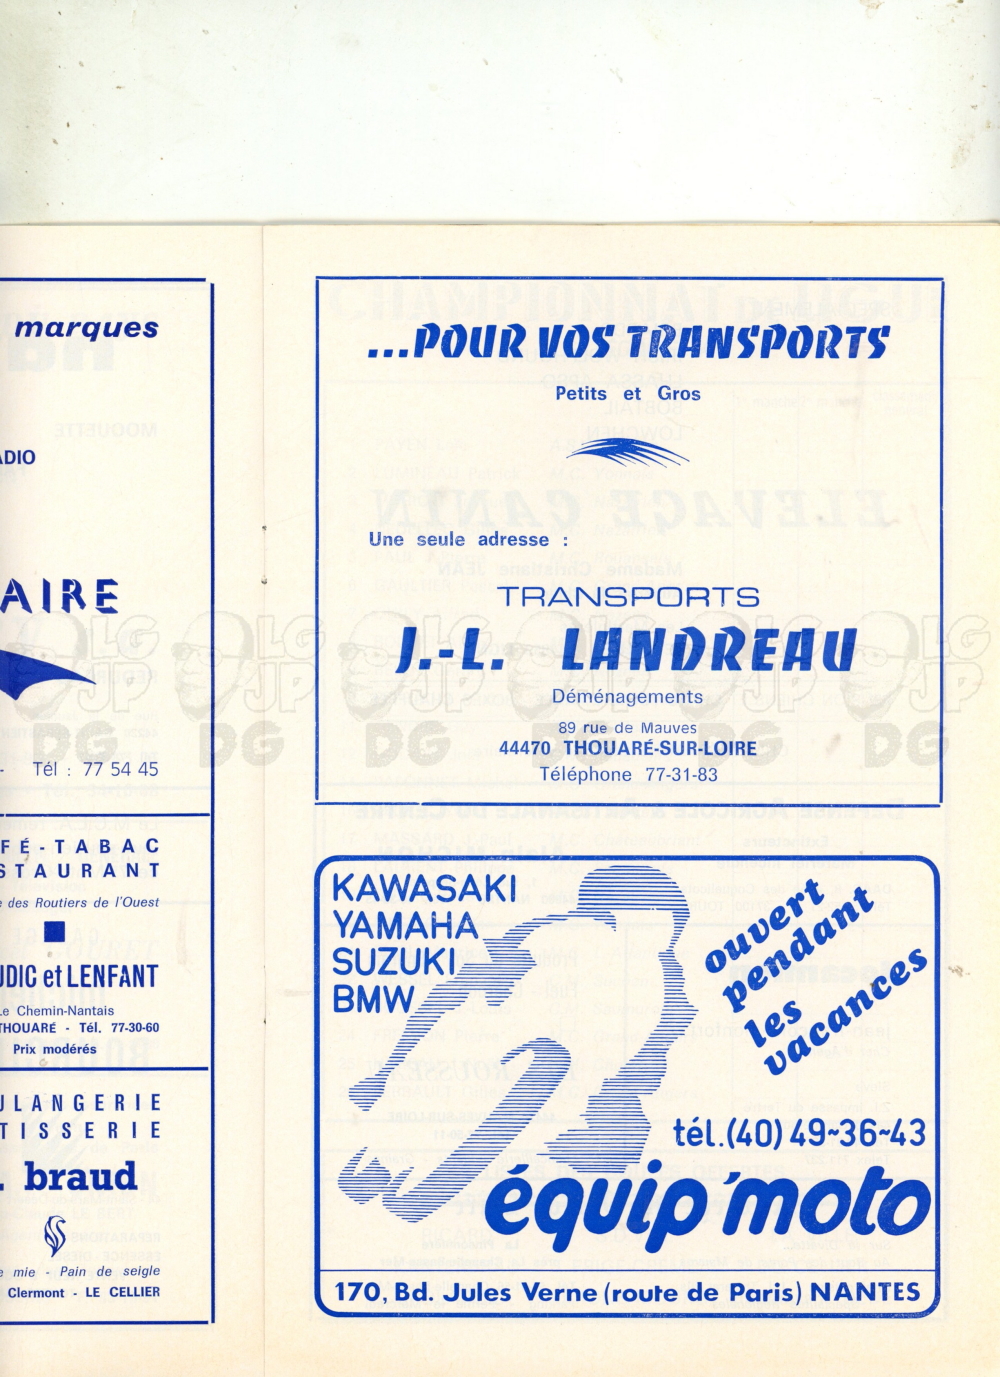 marques
ADIO
AIRE
Tél : 77 54 45
FÉ-TABAC
STAURANT
des Routiers de l'Ouest
UDIC et LENFANT
Le Chemin-Nantais
THOUARÉ - Tél. 77-30-60
Prix modérés
ULANGERIE
TISSERIE
. braud
mie - Pain de seigle
Clermont - LE CELLIER
...POUR VOS TRANSPORTS
Petits et Gros
Une seule adresse :
TRANSPORTS
J.-L. LANDREAU
Déménagements
89 rue de Mauves
44470 THOUARÉ-SUR-LOIRE
Téléphone 77-31-83
KAWASAKI
YAMAHA
SUZUKI
BMW
ouvert
pendant
les
vacances
tél.(40) 49~36~43
équip'moto
170, Bd. Jules Verne (route de Paris) NANTES
LG JP DG